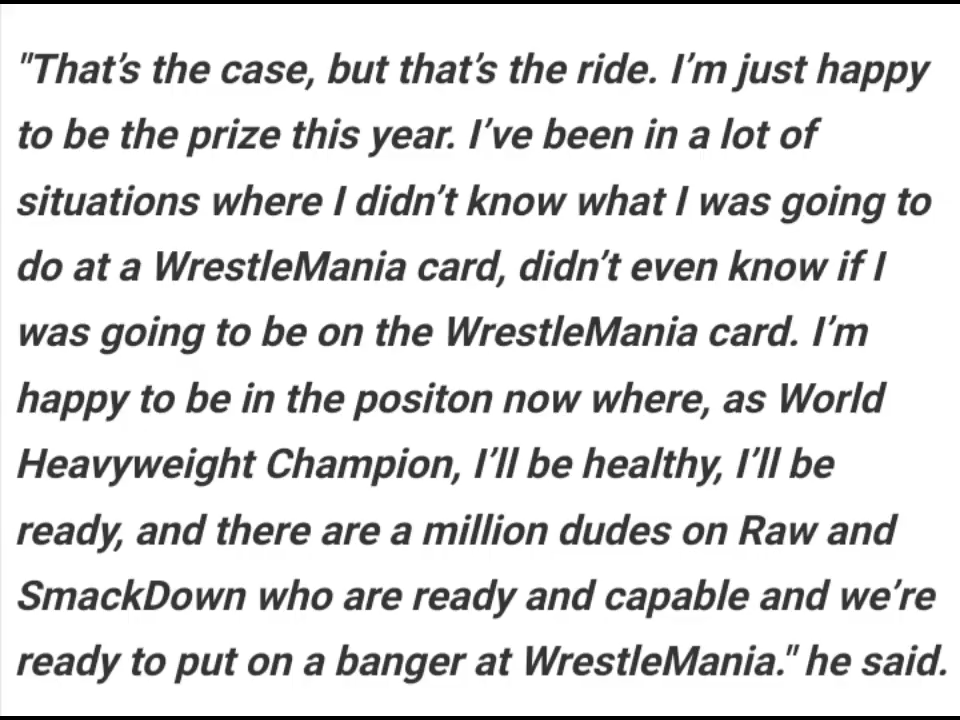 "That's the case, but that's the ride. I'm just happy
to be the prize this year. I've been in a lot of
situations where I didn't know what I was going to
do at a WrestleMania card, didn't even know if I
was going to be on the WrestleMania card. I'm
happy to be in the positon now where, as World
Heavyweight Champion, I'll be healthy, I'll be
ready, and there are a million dudes on Raw and
SmackDown who are ready and capable and we're
ready to put on a banger at WrestleMania." he said.